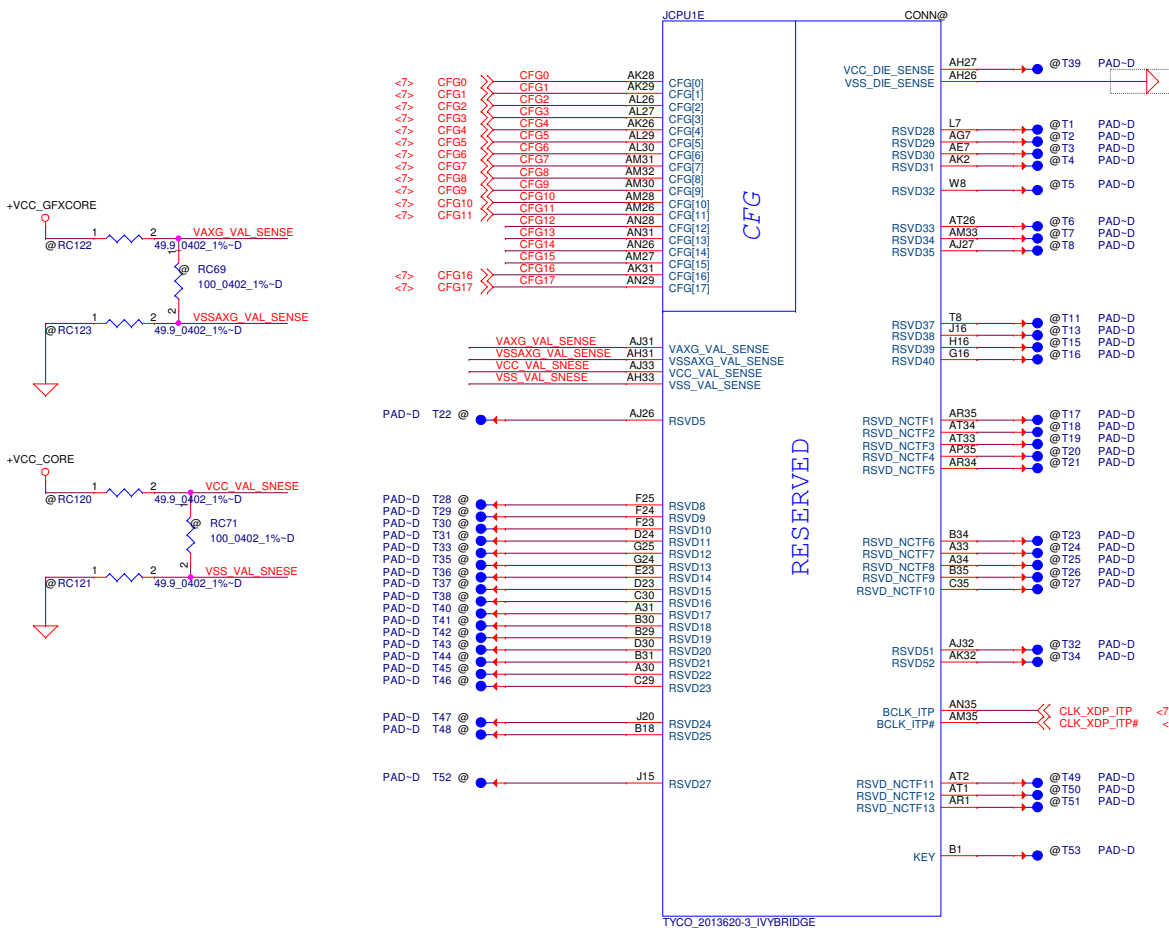 JCPU1E CONN@
<7> CFG0 CFG0 AK28 CFG[0]
<7> CFG1 CFG1 AK29 CFG[1]
<7> CFG2 CFG2 AL26 CFG[2]
<7> CFG3 CFG3 AL27 CFG[3]
<7> CFG4 CFG4 AK26 CFG[4]
<7> CFG5 CFG5 AL29 CFG[5]
<7> CFG6 CFG6 AL30 CFG[6]
<7> CFG7 CFG7 AM31 CFG[7]
<7> CFG8 CFG8 AM32 CFG[8]
<7> CFG9 CFG9 AM30 CFG[9]
<7> CFG10 CFG10 AM28 CFG[10]
<7> CFG11 CFG11 AM26 CFG[11]
CFG12 AN28 CFG[12]
CFG13 AN31 CFG[13]
CFG14 AN26 CFG[14]
CFG15 AM27 CFG[15]
<7> CFG16 CFG16 AK31 CFG[16]
<7> CFG17 CFG17 AN29 CFG[17]
CFG
VAXG_VAL_SENSE AJ31 VAXG_VAL_SENSE
VSSAXG_VAL_SENSE AH31 VSSAXG_VAL_SENSE
VCC_VAL_SNESE AJ33 VCC_VAL_SENSE
VSS_VAL_SNESE AH33 VSS_VAL_SENSE
PAD~D T22 @ AJ26 RSVD5
PAD~D T28 @ F25 RSVD8
PAD~D T29 @ F24 RSVD9
PAD~D T30 @ F23 RSVD10
PAD~D T31 @ D24 RSVD11
PAD~D T33 @ G25 RSVD12
PAD~D T35 @ G24 RSVD13
PAD~D T36 @ E23 RSVD14
PAD~D T37 @ D23 RSVD15
PAD~D T38 @ C30 RSVD16
PAD~D T40 @ A31 RSVD17
PAD~D T41 @ B30 RSVD18
PAD~D T42 @ B29 RSVD19
PAD~D T43 @ D30 RSVD20
PAD~D T44 @ B31 RSVD21
PAD~D T45 @ A30 RSVD22
PAD~D T46 @ C29 RSVD23
PAD~D T47 @ J20 RSVD24
PAD~D T48 @ B18 RSVD25
PAD~D T52 @ J15 RSVD27
RESERVED
VCC_DIE_SENSE AH27 @T39 PAD~D
VSS_DIE_SENSE AH26
RSVD28 L7 @T1 PAD~D
RSVD29 AG7 @T2 PAD~D
RSVD30 AE7 @T3 PAD~D
RSVD31 AK2 @T4 PAD~D
RSVD32 W8 @T5 PAD~D
RSVD33 AT26 @T6 PAD~D
RSVD34 AM33 @T7 PAD~D
RSVD35 AJ27 @T8 PAD~D
RSVD37 T8 @T11 PAD~D
RSVD38 J16 @T13 PAD~D
RSVD39 H16 @T15 PAD~D
RSVD40 G16 @T16 PAD~D
RSVD_NCTF1 AR35 @T17 PAD~D
RSVD_NCTF2 AT34 @T18 PAD~D
RSVD_NCTF3 AT33 @T19 PAD~D
RSVD_NCTF4 AP35 @T20 PAD~D
RSVD_NCTF5 AR34 @T21 PAD~D
RSVD_NCTF6 B34 @T23 PAD~D
RSVD_NCTF7 A33 @T24 PAD~D
RSVD_NCTF8 A34 @T25 PAD~D
RSVD_NCTF9 B35 @T26 PAD~D
RSVD_NCTF10 C35 @T27 PAD~D
RSVD51 AJ32 @T32 PAD~D
RSVD52 AK32 @T34 PAD~D
BCLK_ITP AN35 CLK_XDP_ITP <7
BCLK_ITP# AM35 CLK_XDP_ITP# <
RSVD_NCTF11 AT2 @T49 PAD~D
RSVD_NCTF12 AT1 @T50 PAD~D
RSVD_NCTF13 AR1 @T51 PAD~D
KEY B1 @T53 PAD~D
TYCO_2013620-3_IVYBRIDGE
+VCC_GFXCORE
1 2 VAXG_VAL_SENSE
@RC122 49.9_0402_1%~D
1
@ RC69
100_0402_1%~D
2
1 2 VSSAXG_VAL_SENSE
@RC123 49.9_0402_1%~D
+VCC_CORE
1 2 VCC_VAL_SNESE
@RC120 49.9_0402_1%~D
1
@ RC71
100_0402_1%~D
2
1 2 VSS_VAL_SNESE
@RC121 49.9_0402_1%~D